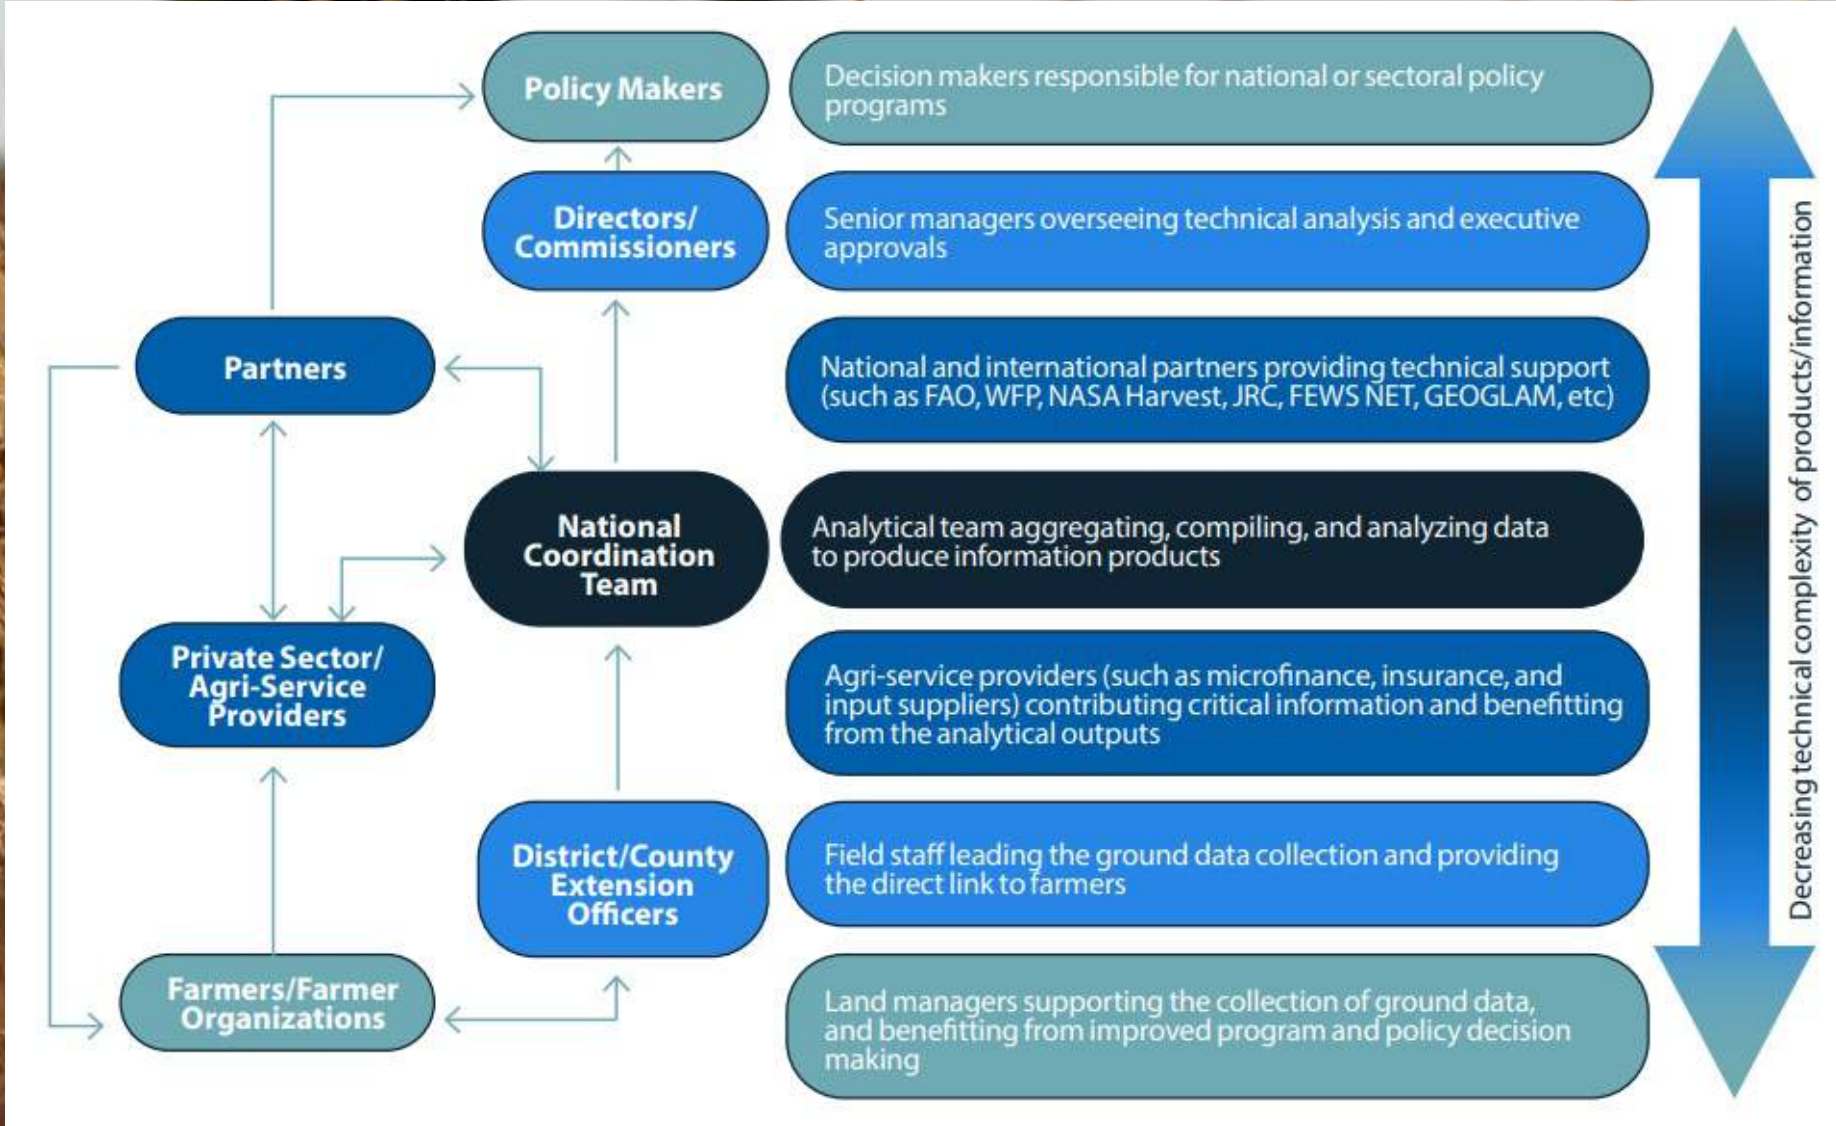 Policy Makers
Decision makers responsible for national or sectoral policy
programs
Directors/
Commissioners
Senior managers overseeing technical analysis and executive
approvals
Partners
National and international partners providing technical support
(such as FAO, WFP, NASA Harvest, JRC, FEWS NET, GEOGLAM, etc)
National
Coordination
Team
Analytical team aggregating, compiling, and analyzing data
to produce information products
Private Sector/
Agri-Service
Providers
Agri-service providers (such as microfinance, insurance, and
input suppliers) contributing critical information and benefitting
from the analytical outputs
District/County
Extension
Officers
Field staff leading the ground data collection and providing
the direct link to farmers
Farmers/Farmer
Organizations
Land managers supporting the collection of ground data,
and benefitting from improved program and policy decision
making
Decreasing technical complexity of products/information